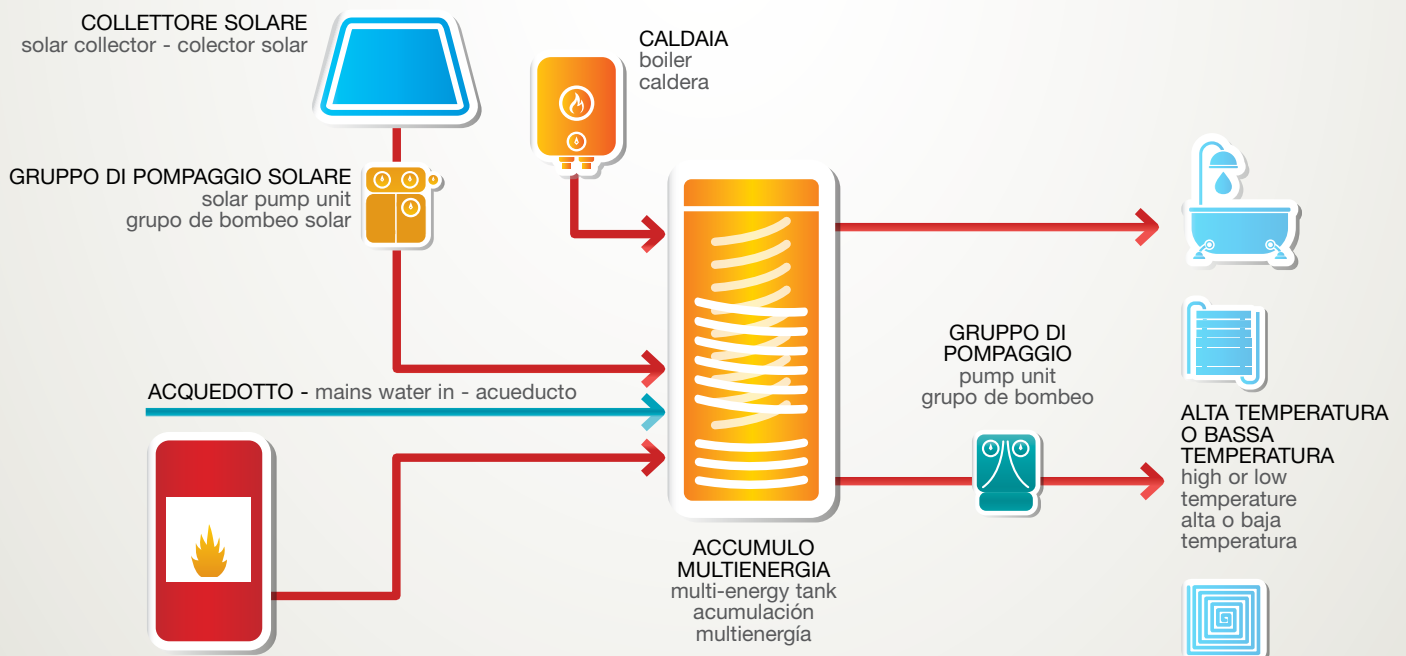 COLLETTORE SOLARE
solar collector - colector solar
CALDAIA
boiler
caldera
GRUPPO DI POMPAGGIO SOLARE
solar pump unit
grupo de bombeo solar
GRUPPO DI
POMPAGGIO
pump unit
grupo de bombeo
ACQUEDOTTO - mains water in - acueducto
ALTA TEMPERATURA
O BASSA
TEMPERATURA
high or low
temperature
alta o baja
temperatura
ACCUMULO
MULTIENERGIA
multi-energy tank
acumulación
multienergía